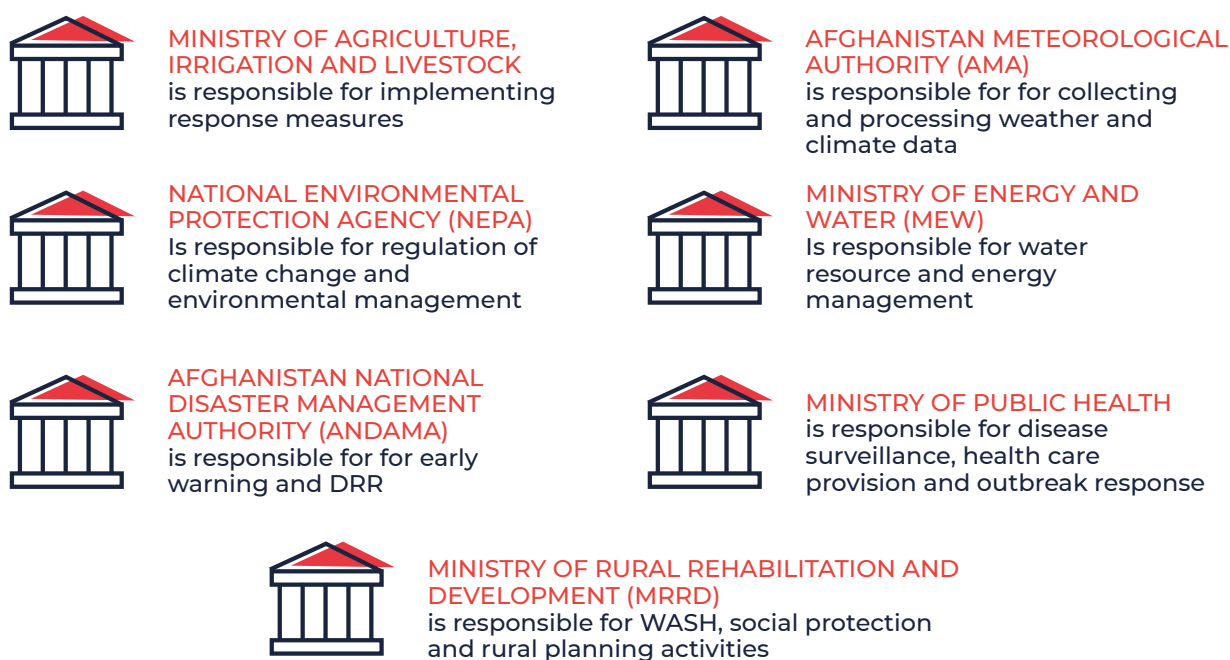 MINISTRY OF AGRICULTURE,
IRRIGATION AND LIVESTOCK
is responsible for implementing
response measures
AFGHANISTAN METEOROLOGICAL
AUTHORITY (AMA)
is responsible for for collecting
and processing weather and
climate data
NATIONAL ENVIRONMENTAL
PROTECTION AGENCY (NEPA)
Is responsible for regulation of
climate change and
environmental management
MINISTRY OF ENERGY AND
WATER (MEW)
Is responsible for water
resource and energy
management
AFGHANISTAN NATIONAL
DISASTER MANAGEMENT
AUTHORITY (ANDAMA)
is responsible for for early
warning and DRR
MINISTRY OF PUBLIC HEALTH
is responsible for disease
surveillance, health care
provision and outbreak response
MINISTRY OF RURAL REHABILITATION AND
DEVELOPMENT (MRRD)
is responsible for WASH, social protection
and rural planning activities